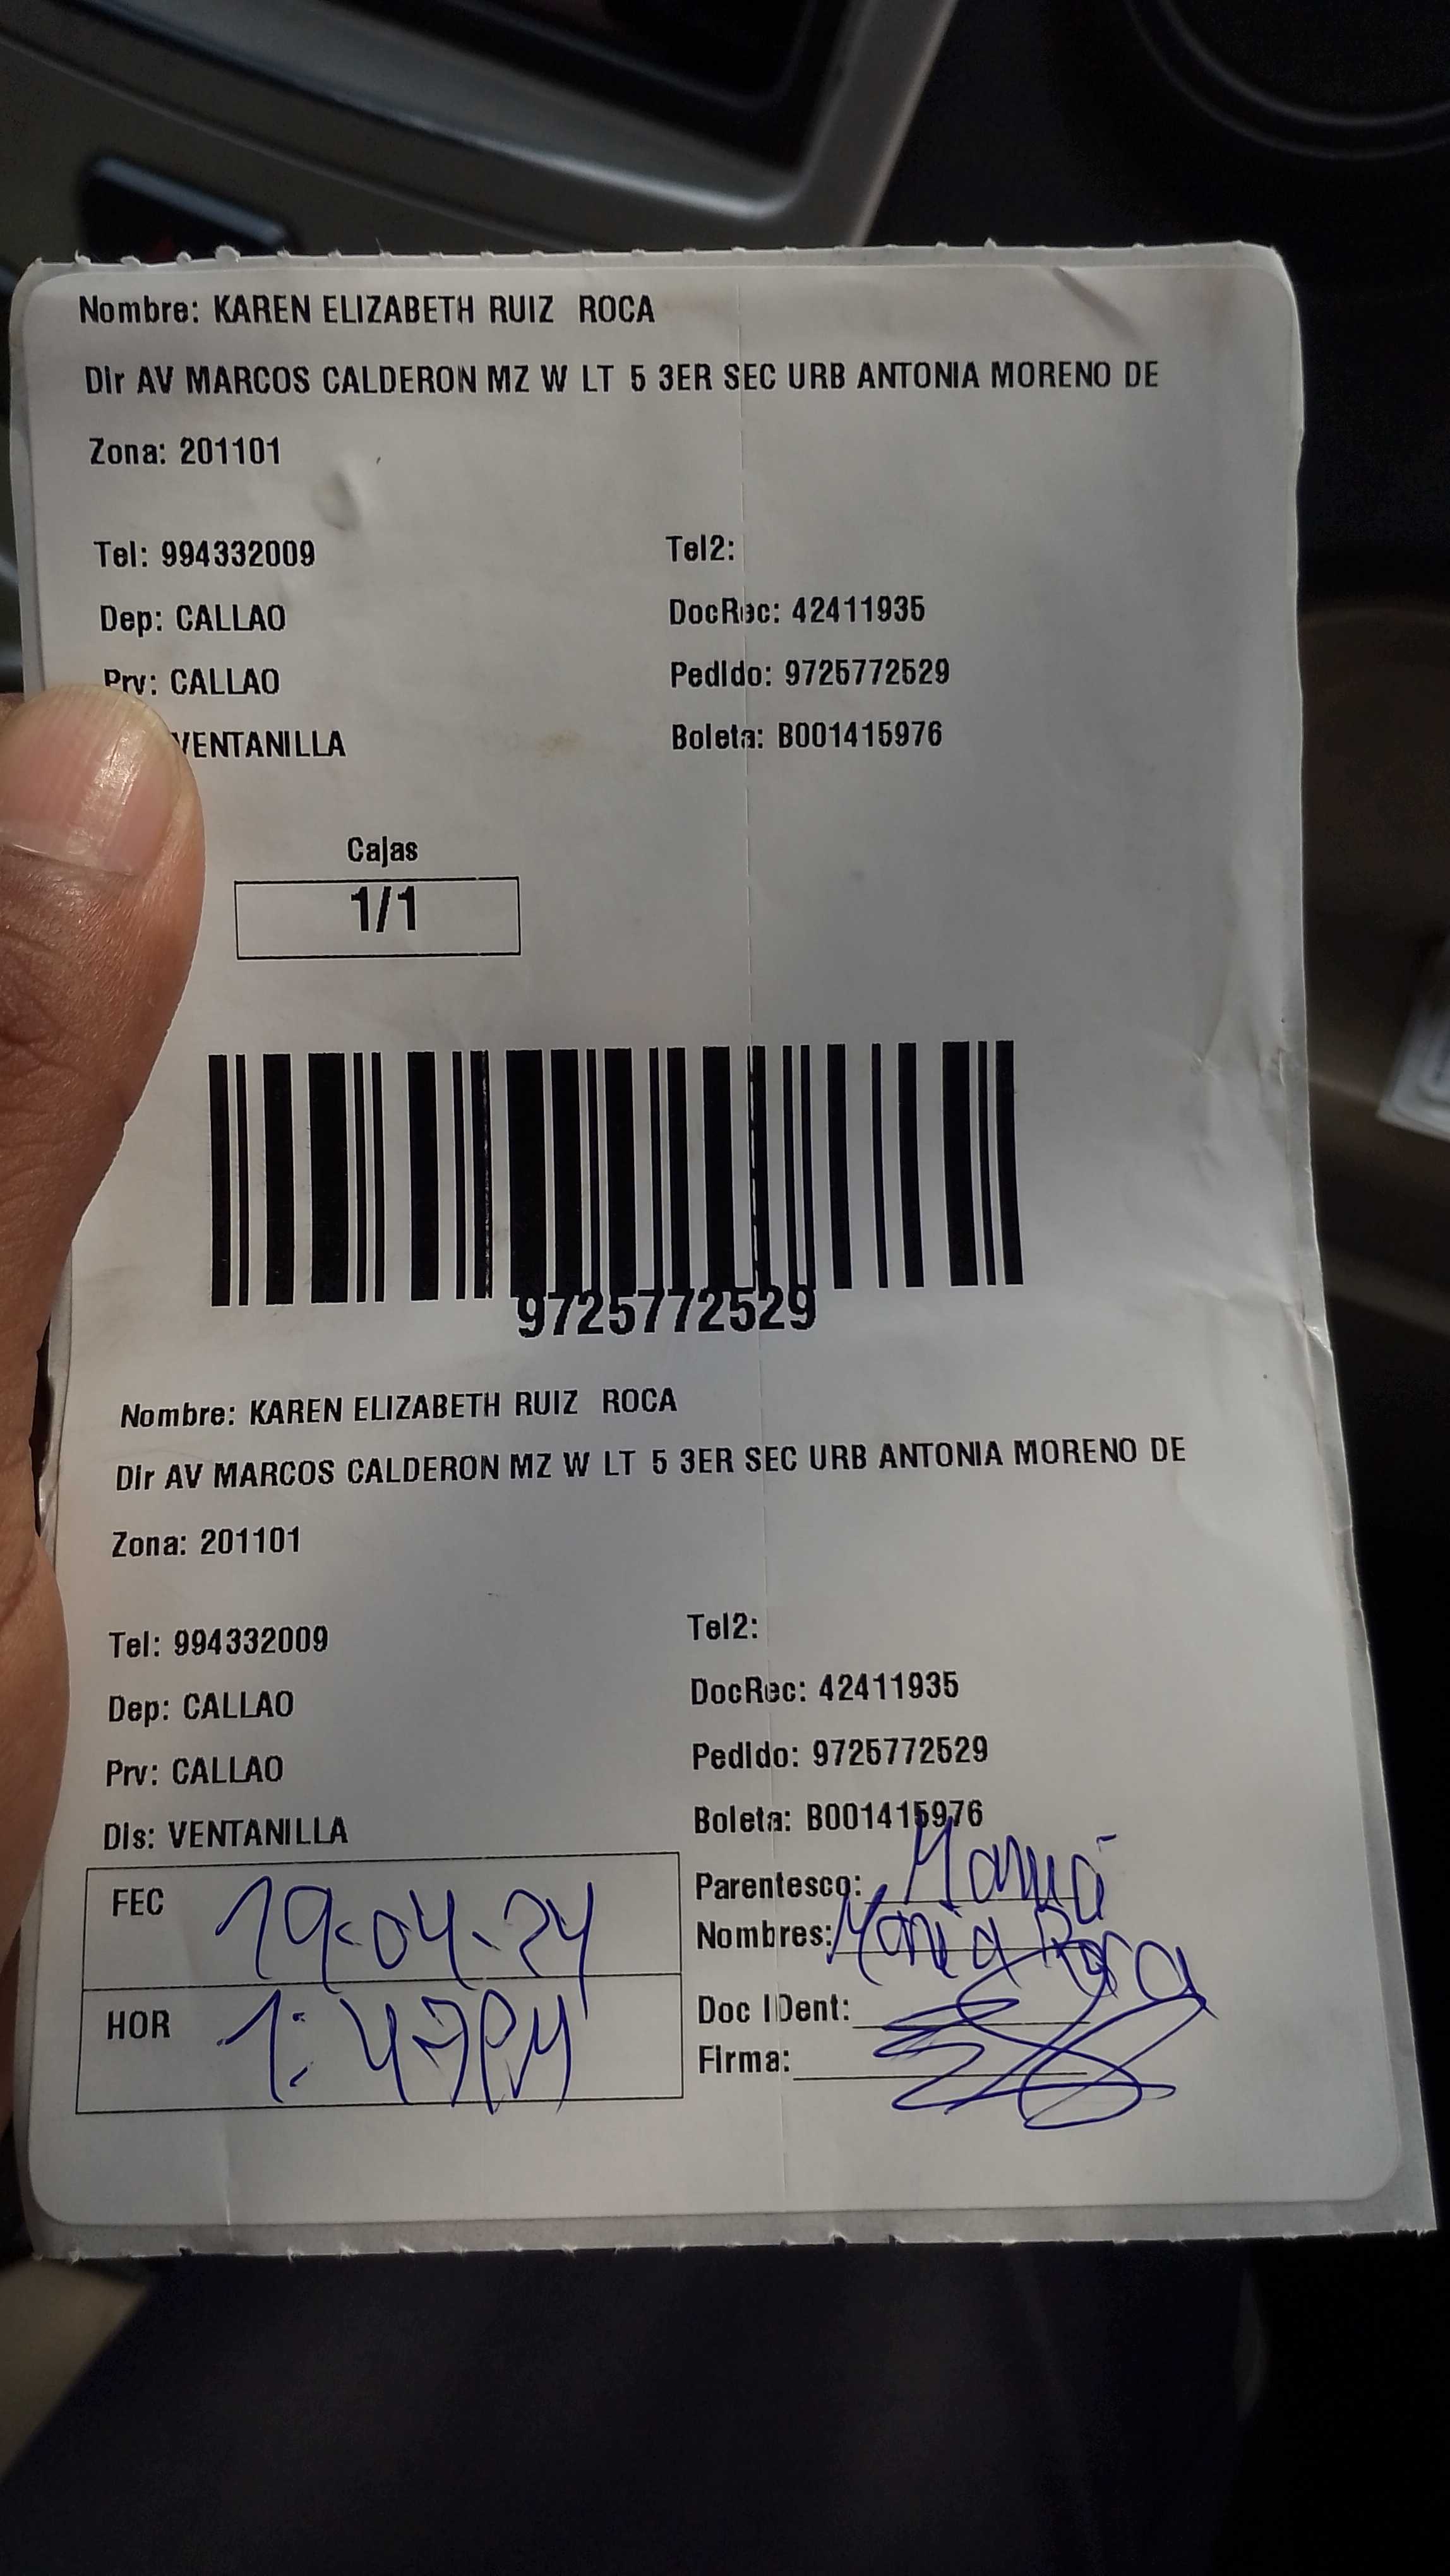 Nombre: KAREN ELIZABETH RUIZ ROCA
Dir AV MARCOS CALDERON MZ W LT 5 3ER SEC URB ANTONIA MORENO DE
Zona: 201101
Tel: 994332009 Tel2:
Dep: CALLAO DocRec: 42411935
Prv: CALLAO Pedido: 9725772529
VENTANILLA Boleta: B001415976
Cajas
1/1
9725772529
Nombre: KAREN ELIZABETH RUIZ ROCA
Dir AV MARCOS CALDERON MZ W LT 5 3ER SEC URB ANTONIA MORENO DE
Zona: 201101
Tel: 994332009 Tel2:
Dep: CALLAO DocRec: 42411935
Prv: CALLAO Pedido: 9725772529
Dis: VENTANILLA Boleta: B001415976
FEC 19-04-24 Parentesco: Mamá
Nombres: Maria Roca
HOR 1:47PM Doc IDent:
Firma: